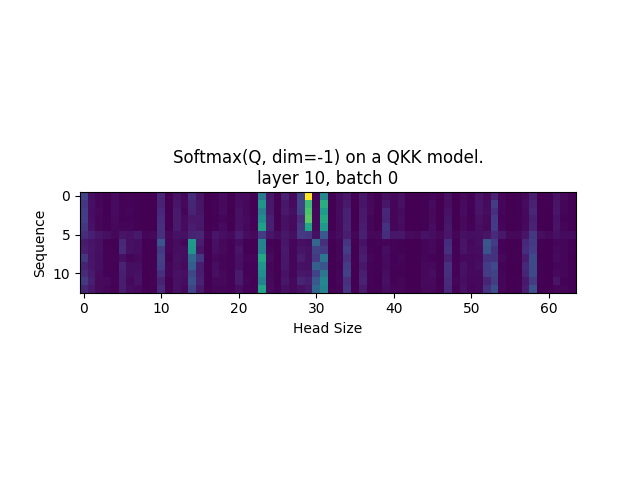 Softmax(Q, dim=-1) on a QKK model.
layer 10, batch 0
0
5
10
Sequence
0 10 20 30 40 50 60
Head Size